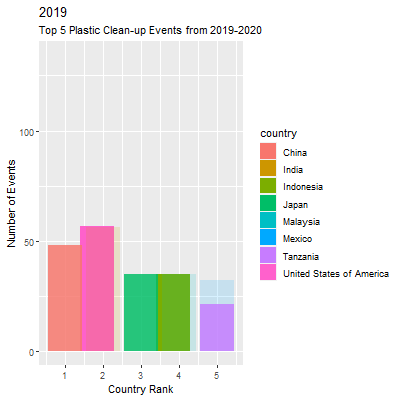 2019
Top 5 Plastic Clean-up Events from 2019-2020
Number of Events
100
50
0
1 2 3 4 5
Country Rank
country
China
India
Indonesia
Japan
Malaysia
Mexico
Tanzania
United States of America